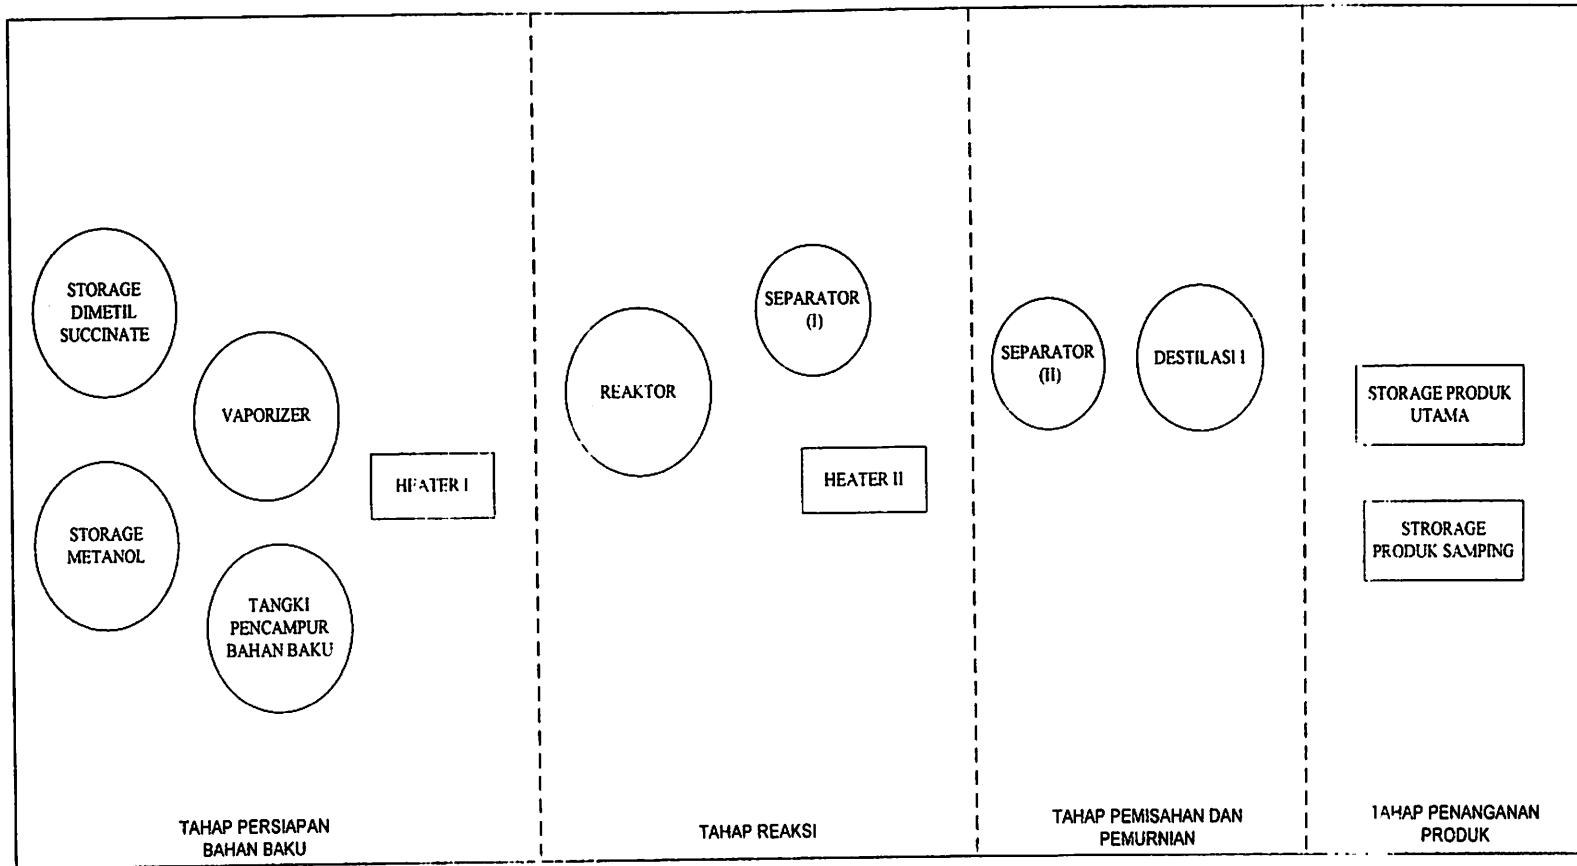 STORAGE
DIMETIL
SUCCINATE
VAPORIZER
HEATER I
STORAGE
METANOL
TANGKI
PENCAMPUR
BAHAN BAKU
TAHAP PERSIAPAN
BAHAN BAKU
SEPARATOR
(I)
REAKTOR
HEATER II
TAHAP REAKSI
SEPARATOR
(II)
DESTILASI I
TAHAP PEMISAHAN DAN
PEMURNIAN
STORAGE PRODUK
UTAMA
STRORAGE
PRODUK SAMPING
TAHAP PENANGANAN
PRODUK